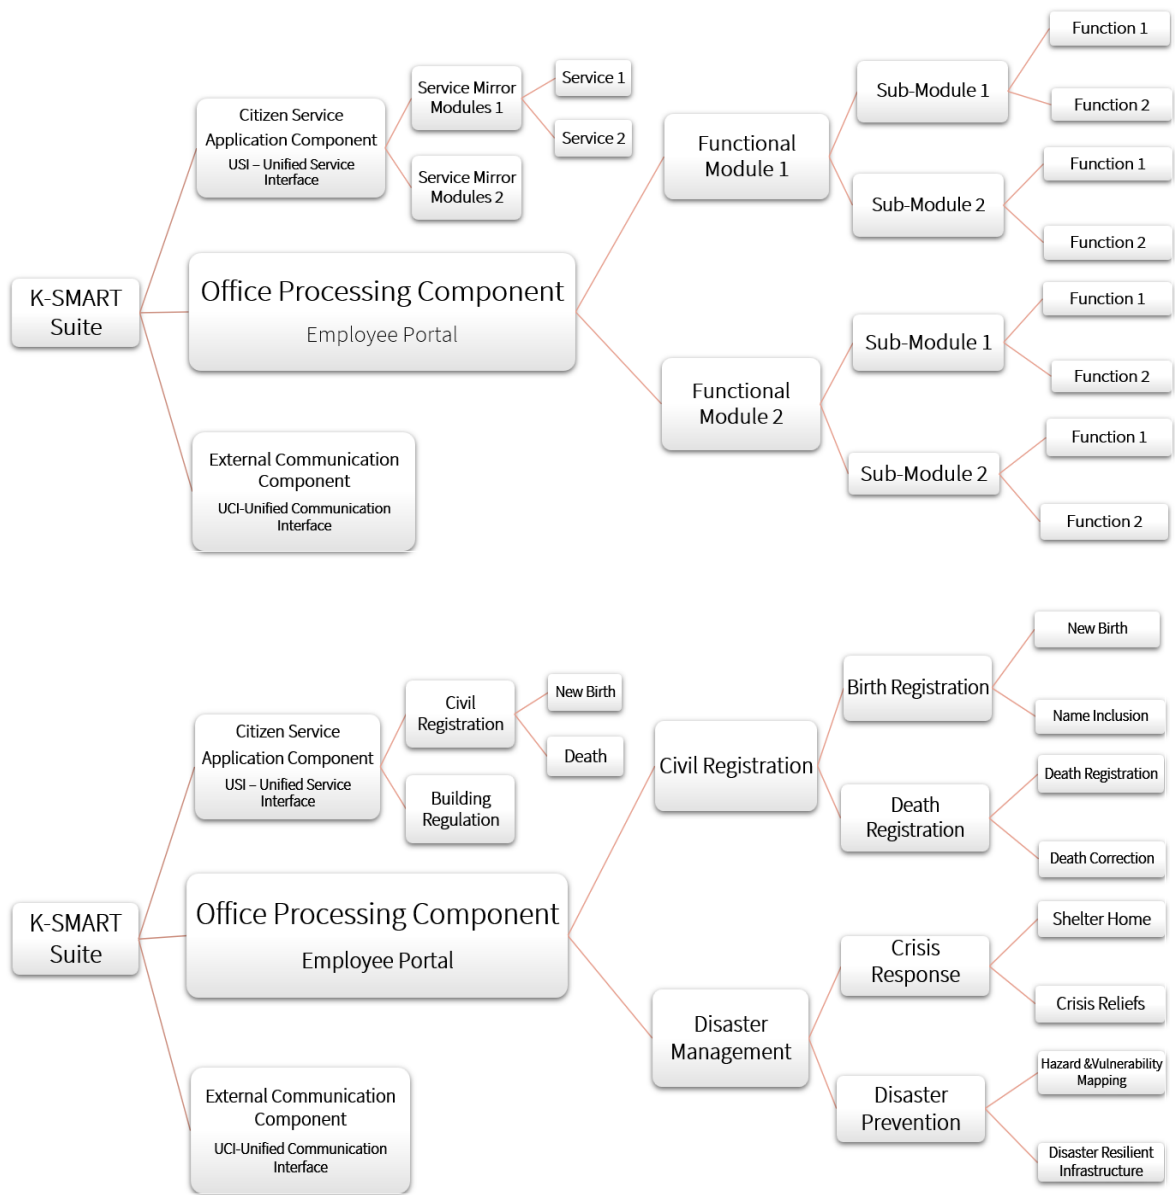 K-SMART
Suite
Citizen Service
Application Component
USI – Unified Service
Interface
Service Mirror
Modules 1
Service 1
Service 2
Service Mirror
Modules 2
Office Processing Component
Employee Portal
External Communication
Component
UCI-Unified Communication
Interface
Functional
Module 1
Sub-Module 1
Function 1
Function 2
Sub-Module 2
Function 1
Function 2
Functional
Module 2
Sub-Module 1
Function 1
Function 2
Sub-Module 2
Function 1
Function 2
K-SMART
Suite
Citizen Service
Application Component
USI – Unified Service
Interface
Civil
Registration
New Birth
Death
Building
Regulation
Office Processing Component
Employee Portal
External Communication
Component
UCI-Unified Communication
Interface
Civil Registration
Birth Registration
New Birth
Name Inclusion
Death
Registration
Death Registration
Death Correction
Disaster
Management
Crisis
Response
Shelter Home
Crisis Reliefs
Disaster
Prevention
Hazard &Vulnerability
Mapping
Disaster Resilient
Infrastructure